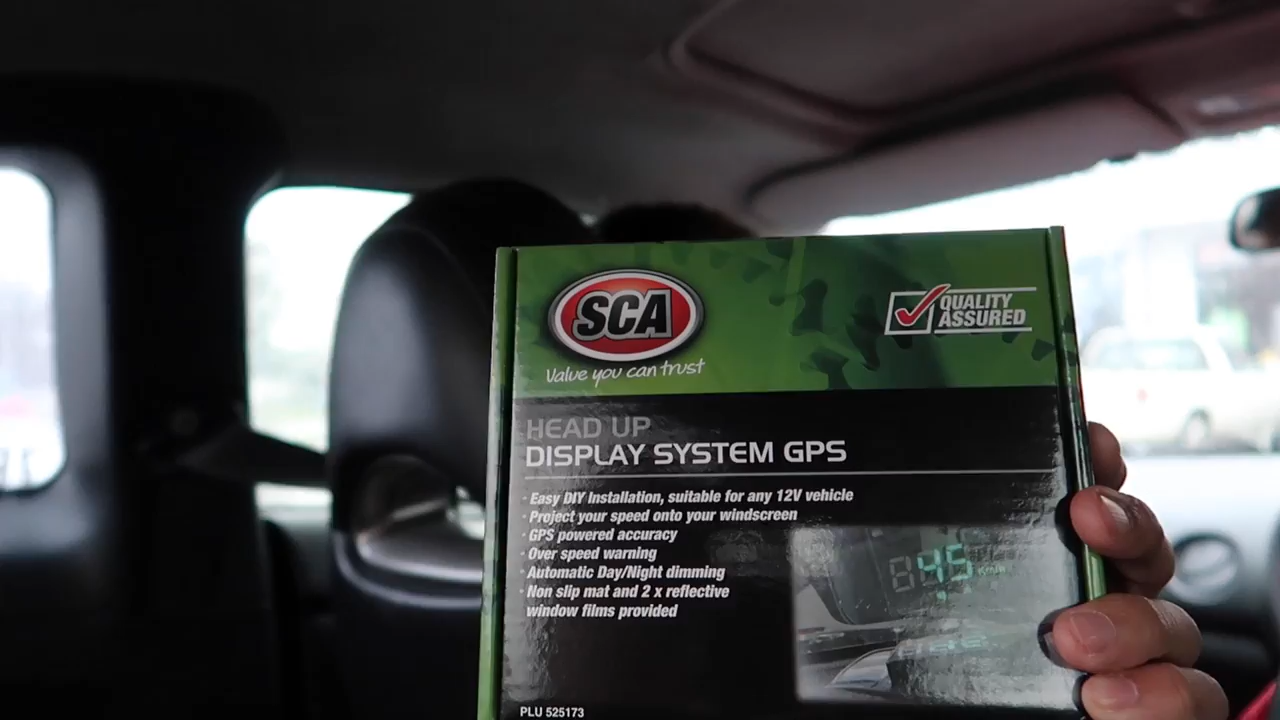 SCA
Value you can trust
QUALITY
ASSURED
HEAD UP
DISPLAY SYSTEM GPS
· Easy DIY Installation, suitable for any 12V vehicle
· Project your speed onto your windscreen
· GPS powered accuracy
· Over speed warning
· Automatic Day/Night dimming
· Non slip mat and 2 x reflective
window films provided
45
PLU 525173